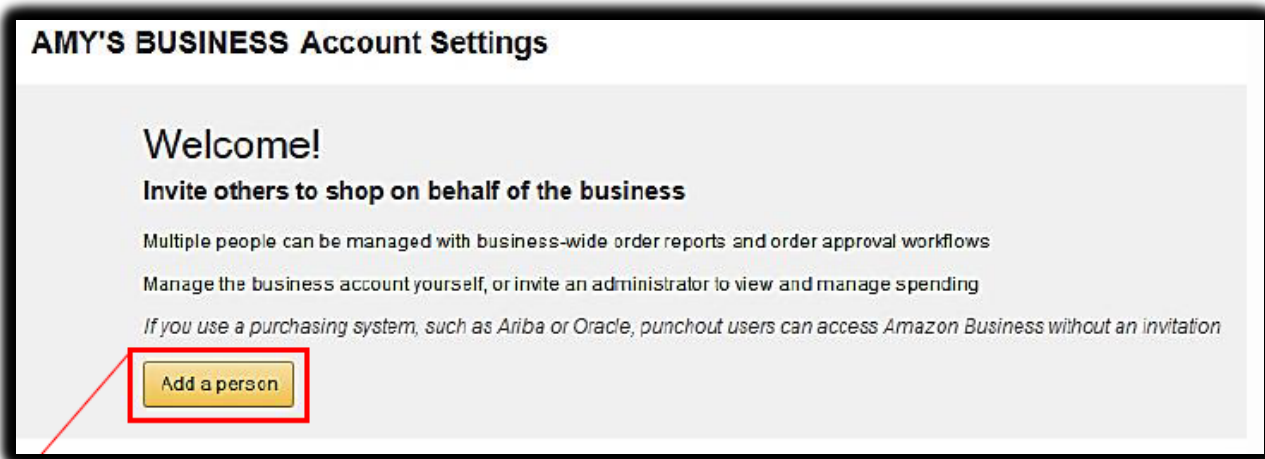 AMY'S BUSINESS Account Settings
Welcome!
Invite others to shop on behalf of the business
Multiple people can be managed with business-wide order reports and order approval workflows
Manage the business account yourself, or invite an administrator to view and manage spending
If you use a purchasing system, such as Ariba or Oracle, punchout users can access Amazon Business without an invitation
Add a person